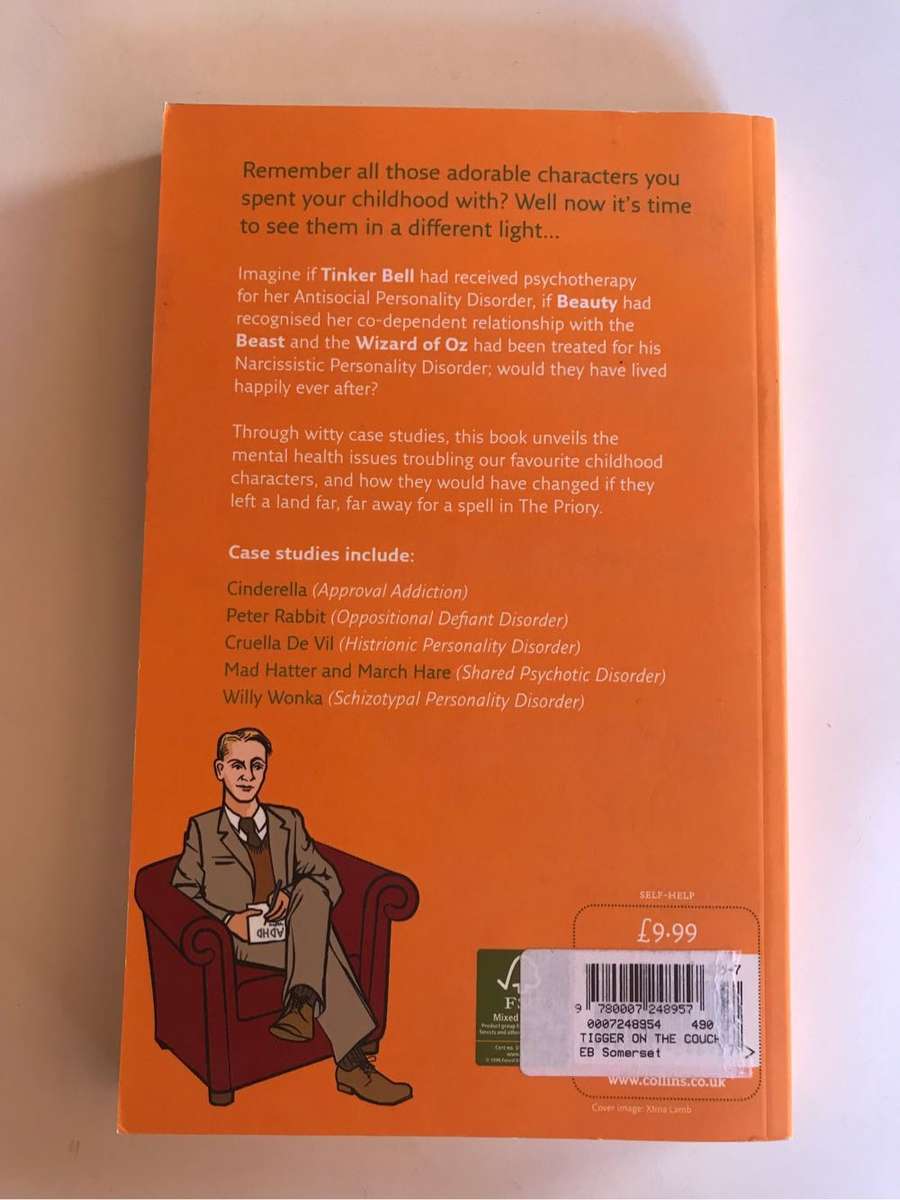 Remember all those adorable characters you
spent your childhood with? Well now it's time
to see them in a different light...
Imagine if Tinker Bell had received psychotherapy
for her Antisocial Personality Disorder, if Beauty had
recognised her co-dependent relationship with the
Beast and the Wizard of Oz had been treated for his
Narcissistic Personality Disorder; would they have lived
happily ever after?
Through witty case studies, this book unveils the
mental health issues troubling our favourite childhood
characters, and how they would have changed if they
left a land far, far away for a spell in The Priory.
Case studies include:
Cinderella (Approval Addiction)
Peter Rabbit (Oppositional Defiant Disorder)
Cruella De Vil (Histrionic Personality Disorder)
Mad Hatter and March Hare (Shared Psychotic Disorder)
Willy Wonka (Schizotypal Personality Disorder)
ADHD
SELF-HELP
£9.99
FS
Mixed
Product group
-7
9 780007 248957
0007248954 490
TIGGER ON THE COUCH
EB Somerset
>
www.collins.co.uk
Cover image: Xtina Lamb